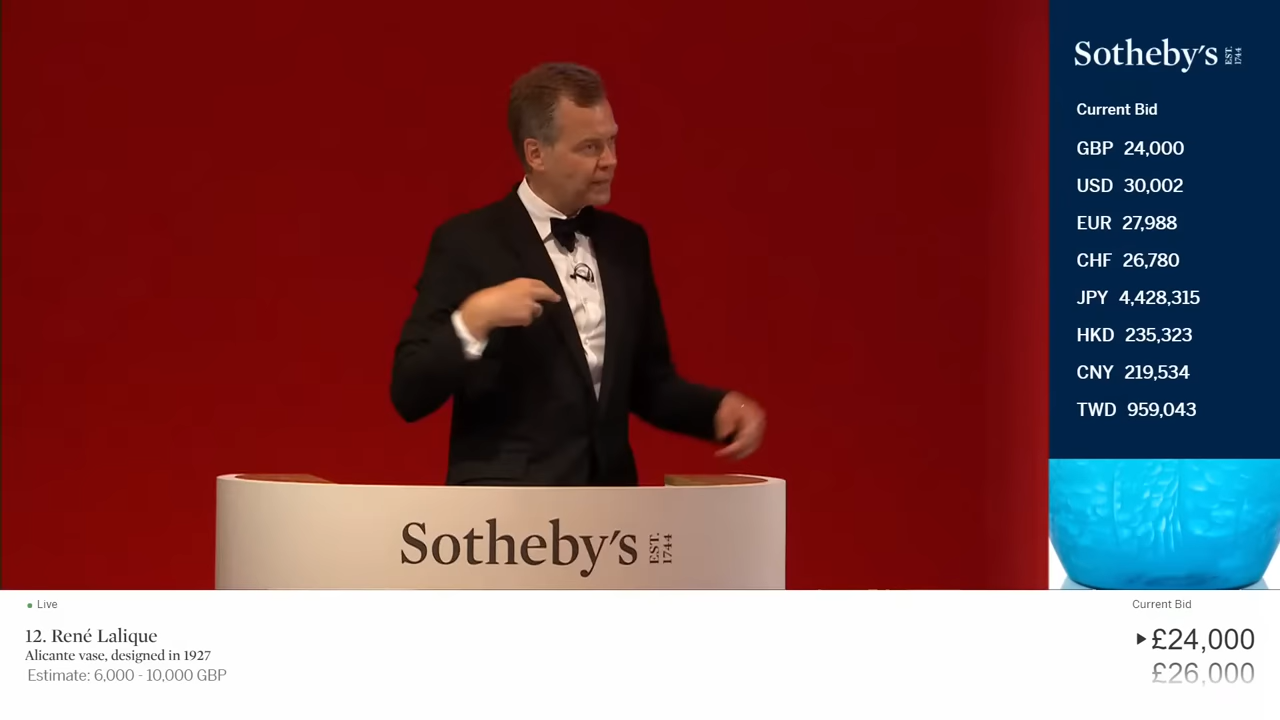 Sotheby's EST. 1744
Current Bid
GBP 24,000
USD 30,002
EUR 27,988
CHF 26,780
JPY 4,428,315
HKD 235,323
CNY 219,534
TWD 959,043
Sotheby's EST. 1744
Live
12. René Lalique
Alicante vase, designed in 1927
Estimate: 6,000 - 10,000 GBP
Current Bid
£24,000
£26,000